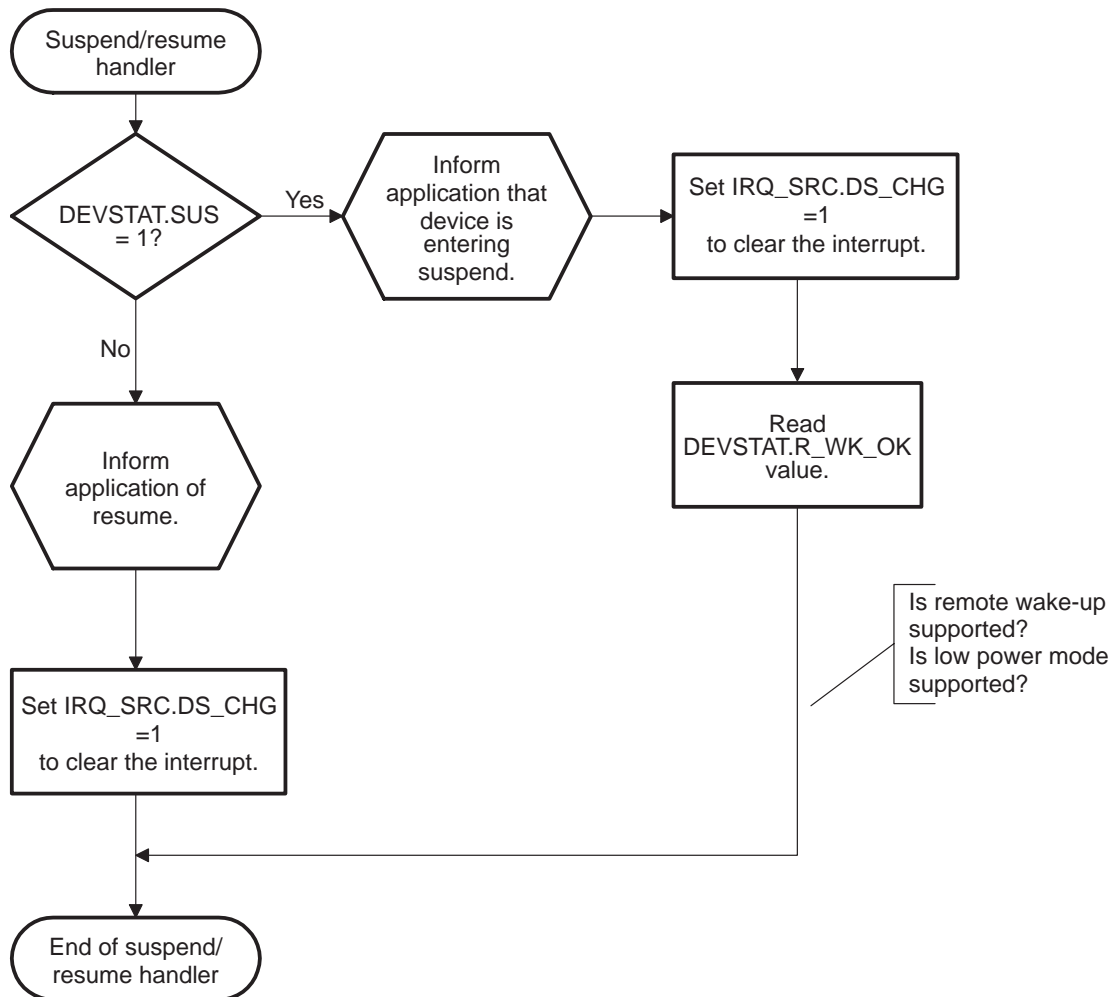 Suspend/resume
handler
DEVSTAT.SUS
= 1?
Yes
Inform
application that
device is
entering
suspend.
Set IRQ_SRC.DS_CHG
=1
to clear the interrupt.
No
Read
DEVSTAT.R_WK_OK
value.
Inform
application of
resume.
Is remote wake-up
supported?
Is low power mode
supported?
Set IRQ_SRC.DS_CHG
=1
to clear the interrupt.
End of suspend/
resume handler